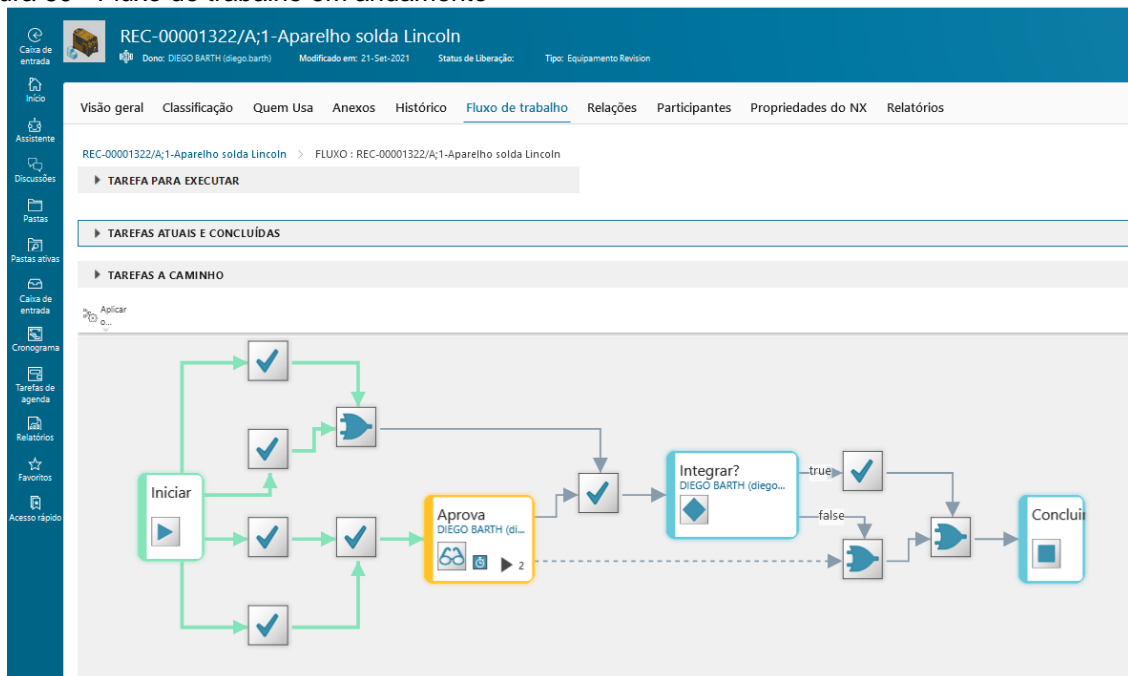 REC-00001322/A;1-Aparelho solda Lincoln
Dono: DIEGO BARTH (diego.barth) Modificado em: 21-Set-2021 Status de Liberação: Tipo: Equipamento Revision
Caixa de
entrada
Início
Assistente
Discussões
Pastas
Pastas ativas
Caixa de
entrada
Cronograma
Tarefas de
agenda
Relatórios
Favoritos
Acesso rápido
Visão geral Classificação Quem Usa Anexos Histórico Fluxo de trabalho Relações Participantes Propriedades do NX Relatórios
REC-00001322/A;1-Aparelho solda Lincoln > FLUXO : REC-00001322/A;1-Aparelho solda Lincoln
TAREFA PARA EXECUTAR
TAREFAS ATUAIS E CONCLUÍDAS
TAREFAS A CAMINHO
Aplicar
o...
Iniciar
Aprova
DIEGO BARTH (di...
2
Integrar?
DIEGO BARTH (diego...
true
false
Concluir